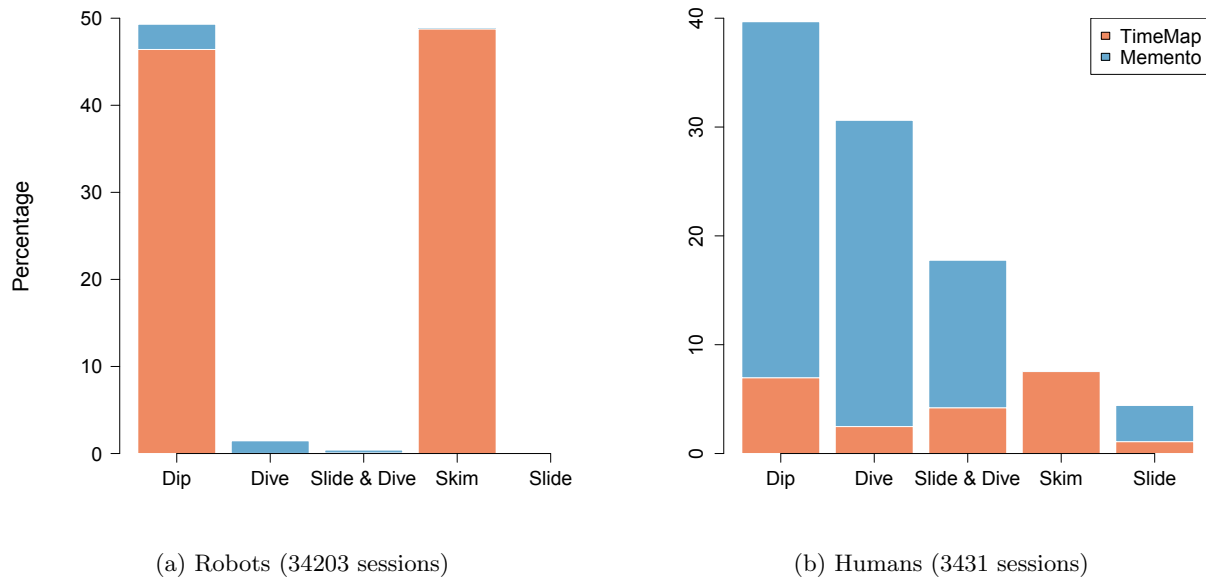 Percentage
50
40
30
20
10
0
Dip Dive Slide & Dive Skim Slide
(a) Robots (34203 sessions)
40
30
20
10
0
TimeMap
Memento
Dip Dive Slide & Dive Skim Slide
(b) Humans (3431 sessions)